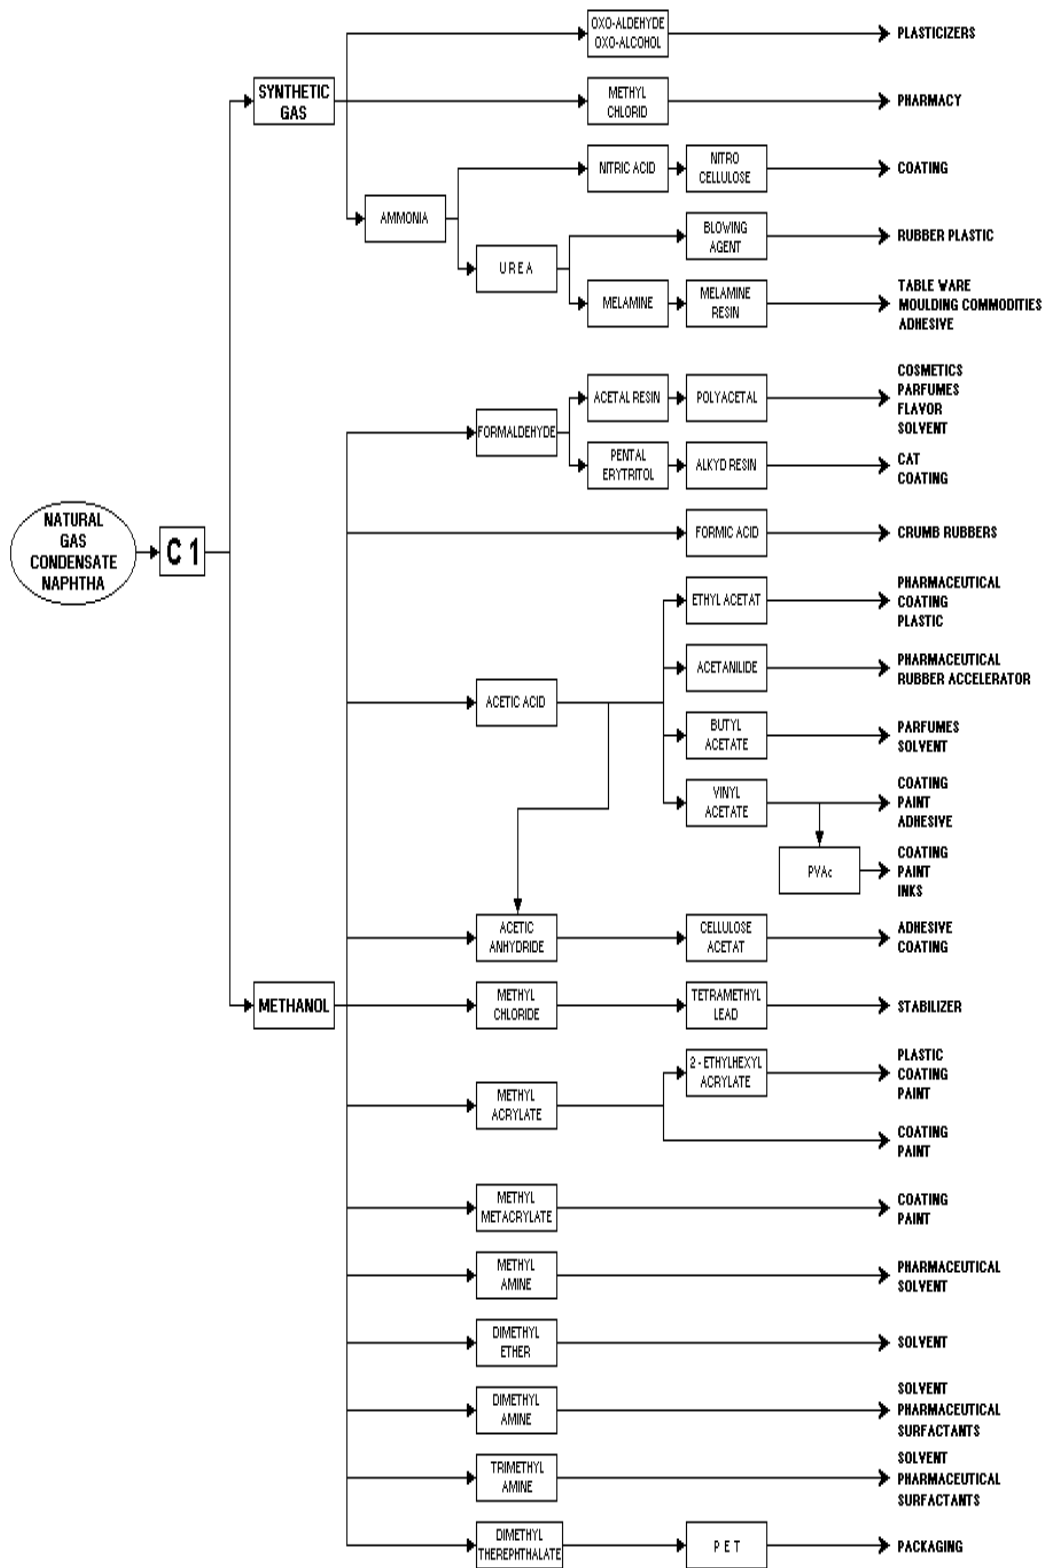 OXO-ALDEHYDE
OXO-ALCOHOL
PLASTICIZERS
SYNTHETIC
GAS
METHYL
CHLORID
PHARMACY
NITRIC ACID
NITRO
CELLULOSE
COATING
AMMONIA
BLOWING
AGENT
RUBBER PLASTIC
UREA
MELAMINE
MELAMINE
RESIN
TABLE WARE
MOULDING COMMODITIES
ADHESIVE
FORMALDEHYDE
ACETAL RESIN
POLYACETAL
COSMETICS
PARFUMES
FLAVOR
SOLVENT
PENTAL
ERYTRITOL
ALKYD RESIN
CAT
COATING
NATURAL
GAS
CONDENSATE
NAPHTHA
C 1
FORMIC ACID
CRUMB RUBBERS
ETHYL ACETAT
PHARMACEUTICAL
COATING
PLASTIC
ACETIC ACID
ACETANILIDE
PHARMACEUTICAL
RUBBER ACCELERATOR
BUTYL
ACETATE
PARFUMES
SOLVENT
VINYL
ACETATE
COATING
PAINT
ADHESIVE
PVAc
COATING
PAINT
INKS
ACETIC
ANHYDRIDE
CELLULOSE
ACETAT
ADHESIVE
COATING
METHANOL
METHYL
CHLORIDE
TETRAMETHYL
LEAD
STABILIZER
METHYL
ACRYLATE
2 - ETHYLHEXYL
ACRYLATE
PLASTIC
COATING
PAINT
COATING
PAINT
METHYL
METACRYLATE
COATING
PAINT
METHYL
AMINE
PHARMACEUTICAL
SOLVENT
DIMETHYL
ETHER
SOLVENT
DIMETHYL
AMINE
SOLVENT
PHARMACEUTICAL
SURFACTANTS
TRIMETHYL
AMINE
SOLVENT
PHARMACEUTICAL
SURFACTANTS
DIMETHYL
THEREPHTHALATE
PET
PACKAGING